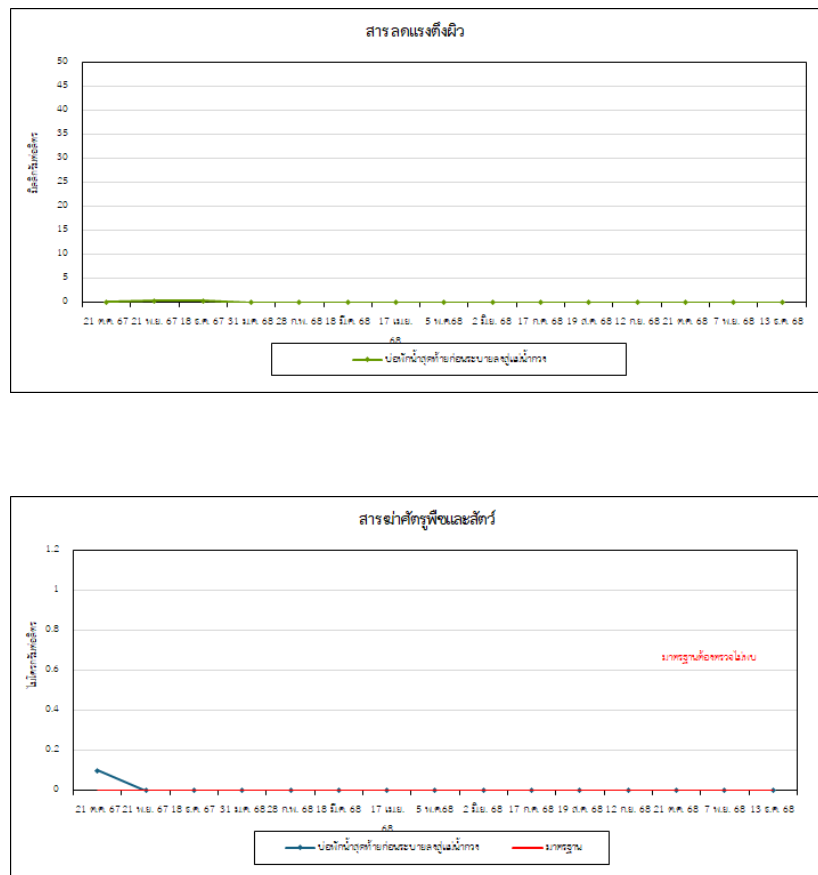 สารลดแรงตึงผิว
50
45
40
35
30
25
20
15
10
5
0
มิลลิกรัมต่อลิตร
21 ต.ค. 67 21 พ.ย. 67 18 ธ.ค. 67 31 ม.ค. 68 28 ก.พ. 68 18 มี.ค. 68 17 เม.ย. 68 5 พ.ค.68 2 มิ.ย. 68 17 ก.ค. 68 19 ส.ค. 68 12 ก.ย. 68 21 ต.ค. 68 7 พ.ย. 68 13 ธ.ค. 68
บ่อพักน้ำสุดท้ายก่อนระบายลงสู่แม่น้ำกวง
สารฆ่าศัตรูพืชและสัตว์
1.2
1
0.8
0.6
0.4
0.2
0
ไมโครกรัมต่อลิตร
มาตรฐานต้องตรวจไม่พบ
21 ต.ค. 67 21 พ.ย. 67 18 ธ.ค. 67 31 ม.ค. 68 28 ก.พ. 68 18 มี.ค. 68 17 เม.ย. 68 5 พ.ค.68 2 มิ.ย. 68 17 ก.ค. 68 19 ส.ค. 68 12 ก.ย. 68 21 ต.ค. 68 7 พ.ย. 68 13 ธ.ค. 68
บ่อพักน้ำสุดท้ายก่อนระบายลงสู่แม่น้ำกวง มาตรฐาน